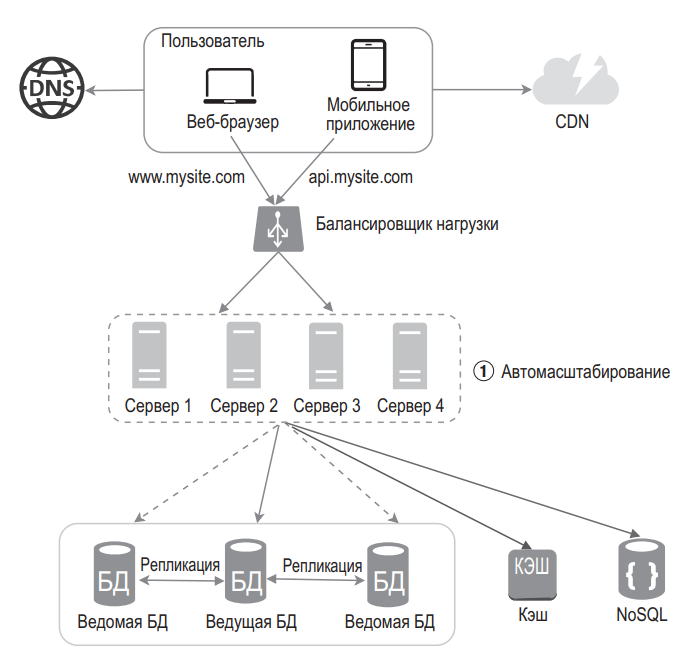 Пользователь
DNS
Веб-браузер
Мобильное
приложение
CDN
www.mysite.com
api.mysite.com
Балансировщик нагрузки
1 Автомасштабирование
Сервер 1
Сервер 2
Сервер 3
Сервер 4
БД
Репликация
БД
Репликация
БД
КЭШ
{ }
Ведомая БД
Ведущая БД
Ведомая БД
Кэш
NoSQL